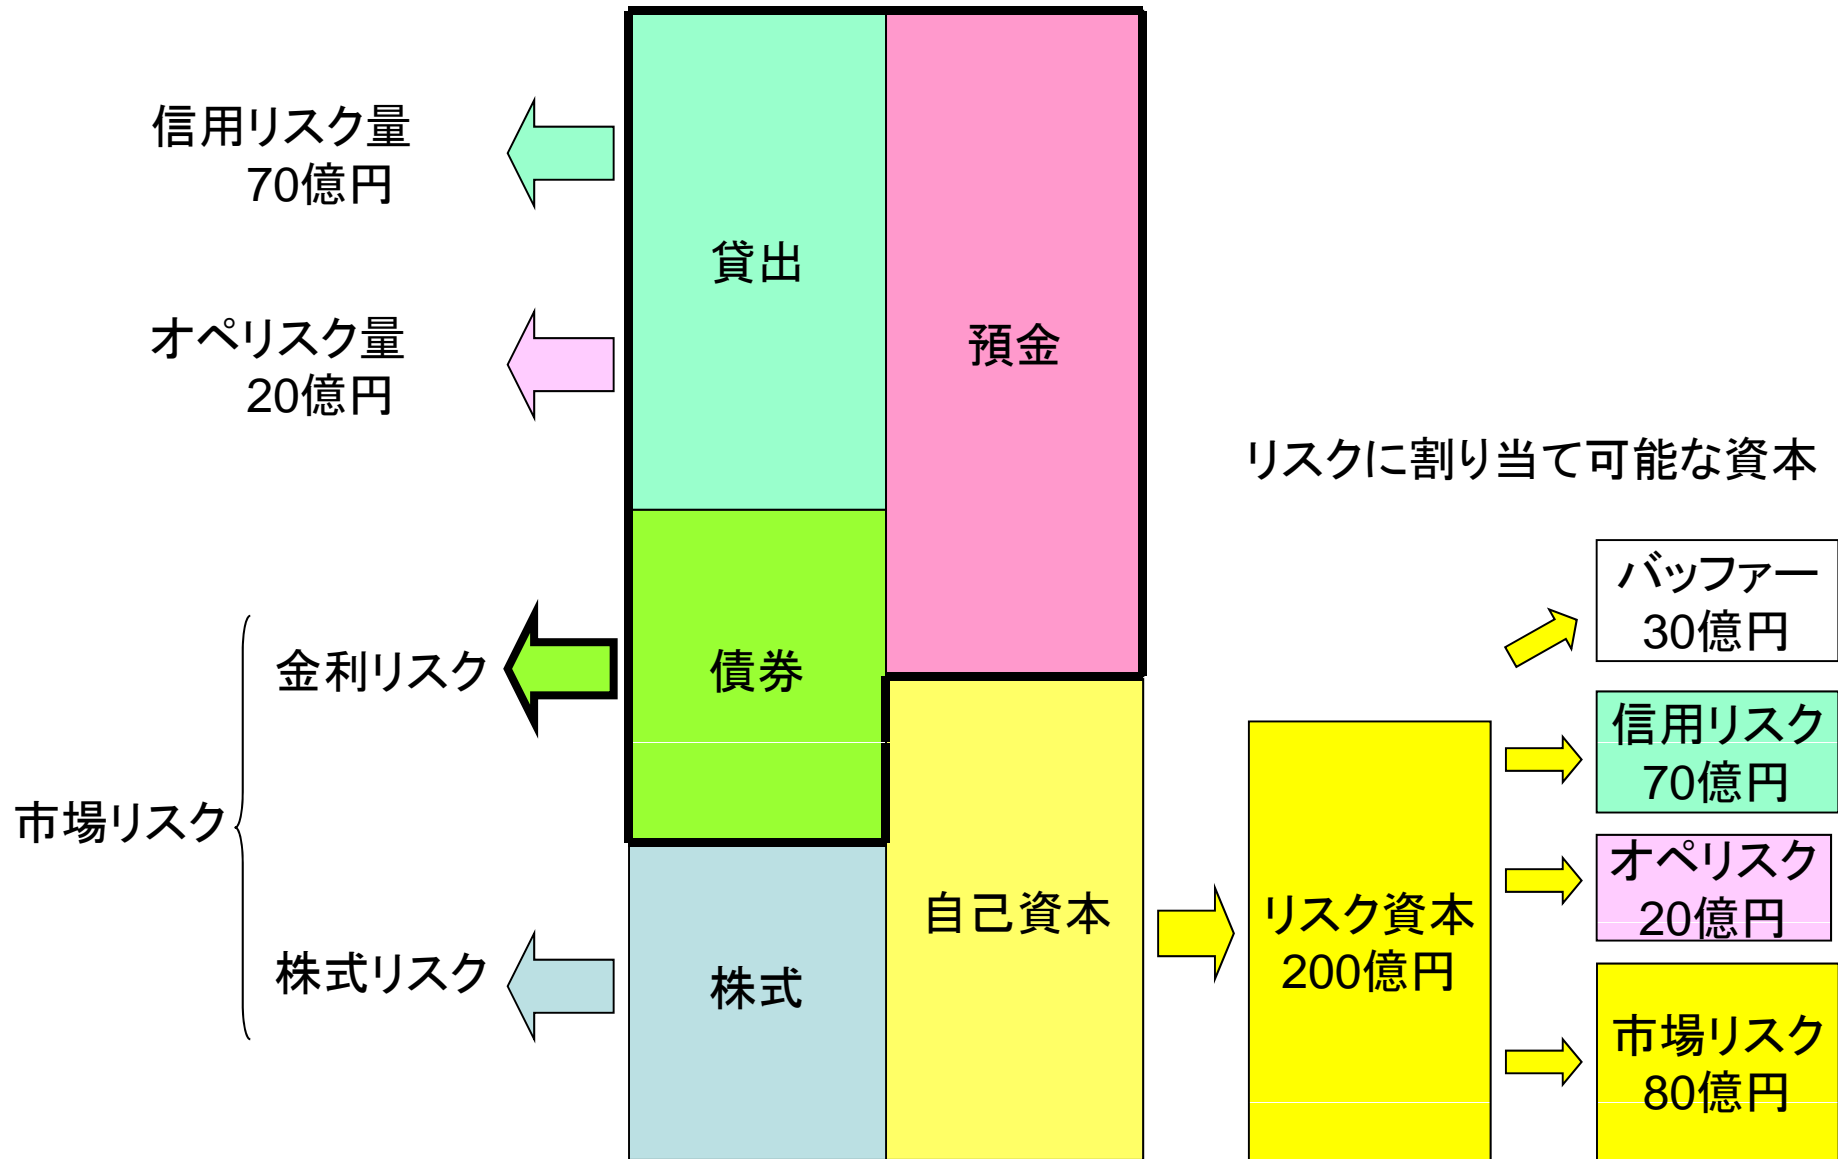 信用リスク量
70億円
オペリスク量
20億円
市場リスク
金利リスク
株式リスク
貸出
債券
株式
預金
自己資本
リスクに割り当て可能な資本
リスク資本
200億円
バッファー
30億円
信用リスク
70億円
オペリスク
20億円
市場リスク
80億円